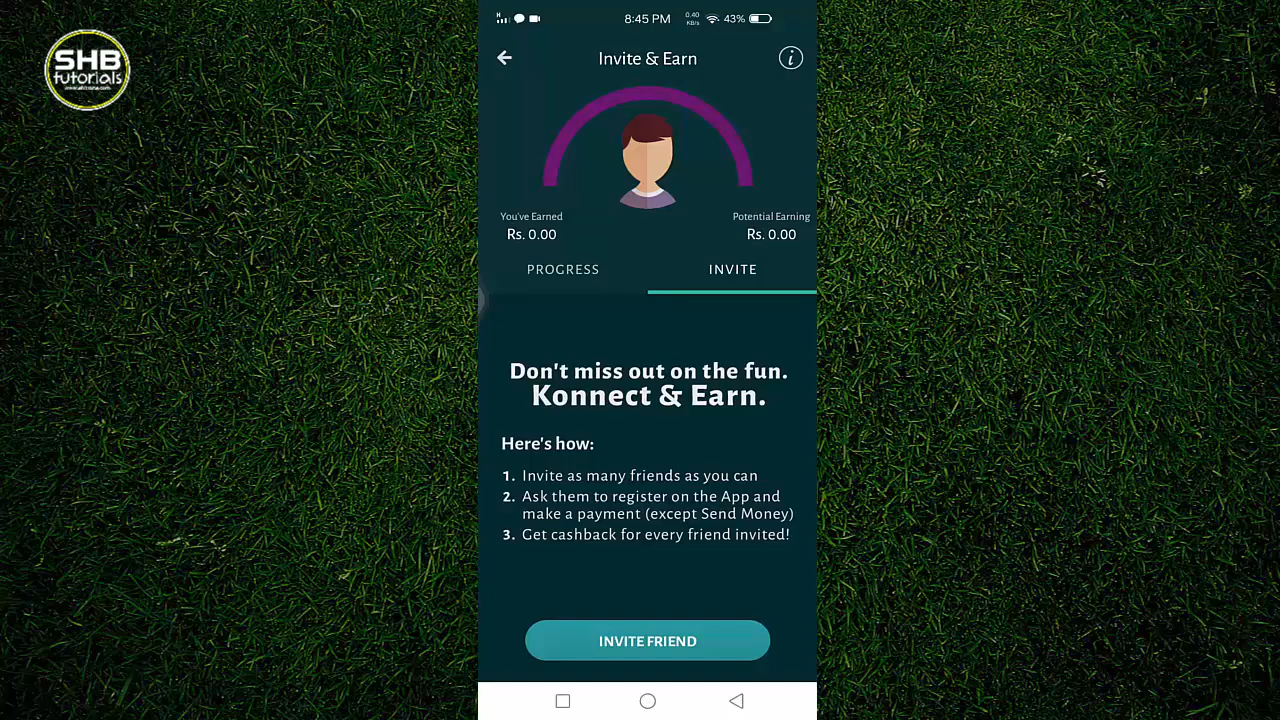 SHB
tutorials
H
8:45 PM
0.40
KB/s
43%
Invite & Earn
i
You've Earned
Potential Earning
Rs. 0.00
Rs. 0.00
PROGRESS
INVITE
Don't miss out on the fun.
Konnect & Earn.
Here's how:
1. Invite as many friends as you can
2. Ask them to register on the App and
make a payment (except Send Money)
3. Get cashback for every friend invited!
INVITE FRIEND